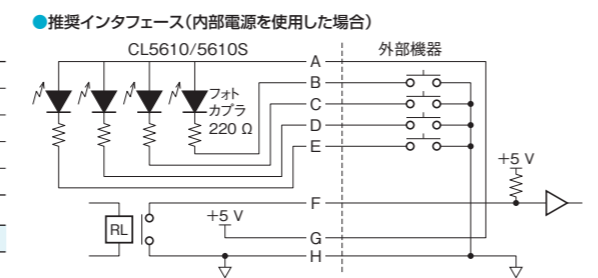 ●推奨インタフェース(内部電源を使用した場合)
CL5610/5610S
外部機器
A
B
C
D
E
フォト
カプラ
220 Ω
+5 V
F
RL
+5 V
G
H